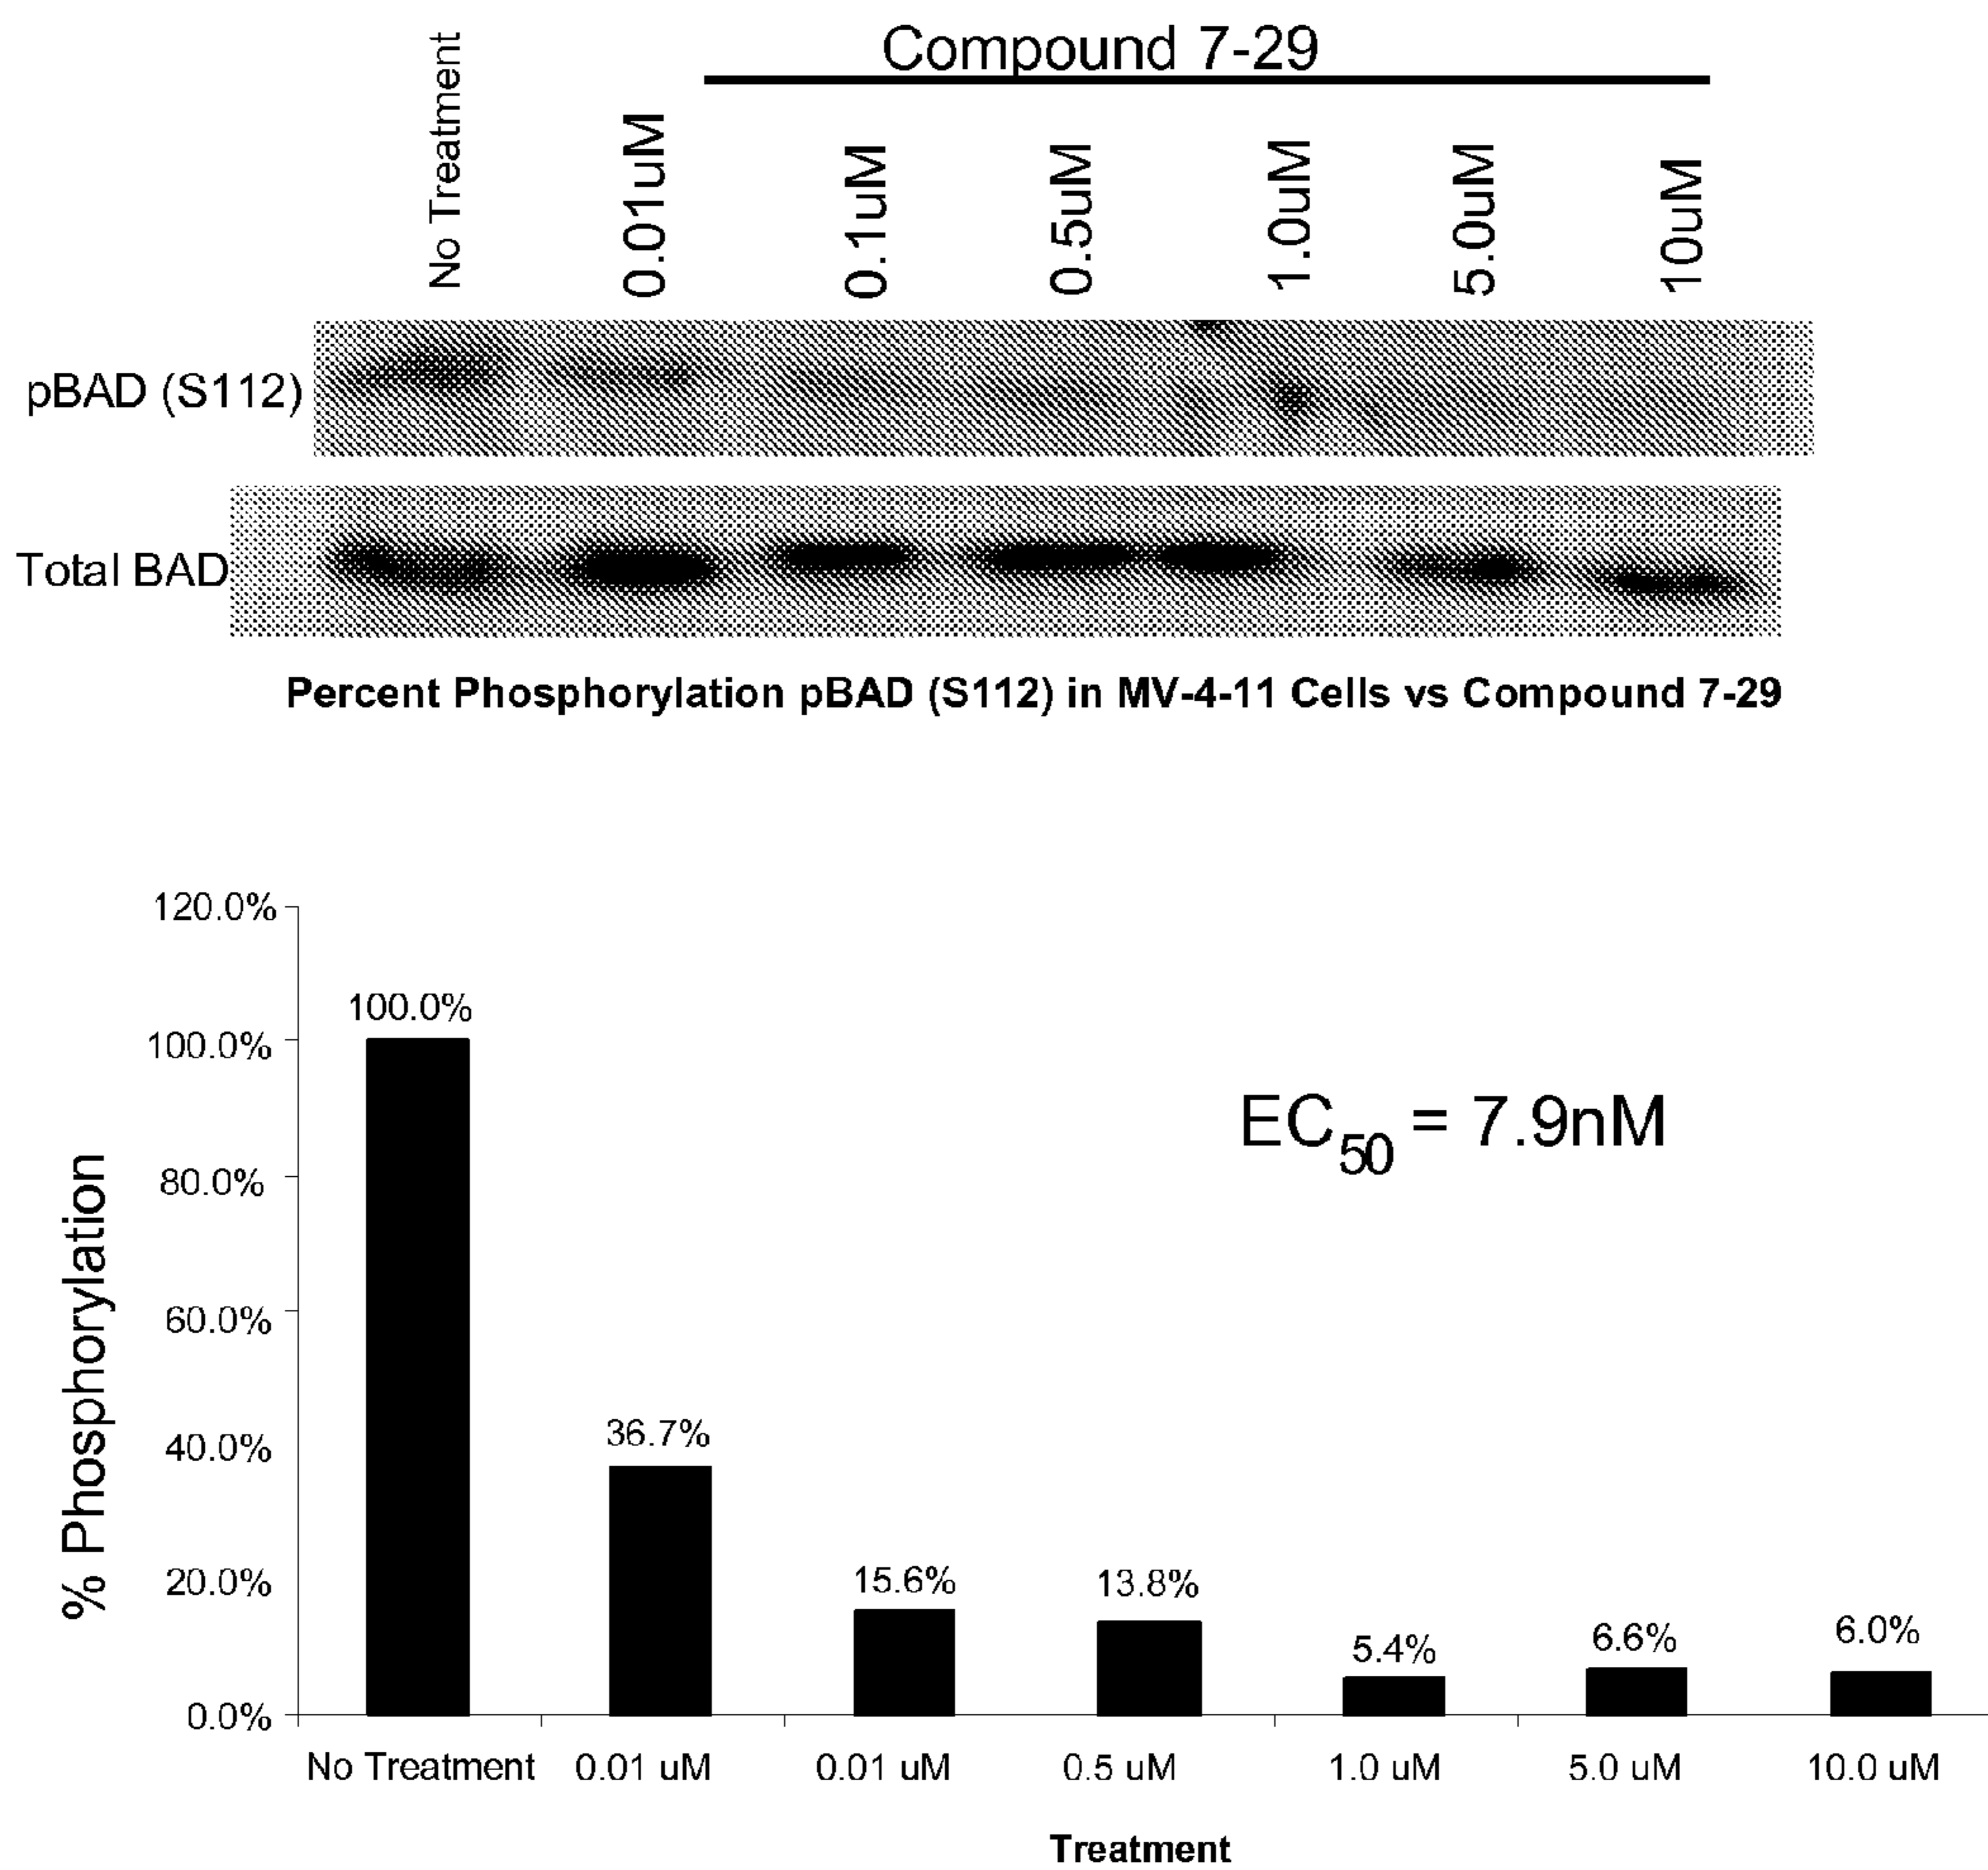 Compound 7-29
No Treatment
0.01uM
0.1uM
0.5uM
1.0uM
5.0uM
10uM
pBAD (S112)
Total BAD
Percent Phosphorylation pBAD (S112) in MV-4-11 Cells vs Compound 7-29
120.0%
100.0%
80.0%
60.0%
40.0%
20.0%
0.0%
% Phosphorylation
100.0%
36.7%
15.6%
13.8%
5.4%
6.6%
6.0%
EC50 = 7.9nM
No Treatment
0.01 uM
0.01 uM
0.5 uM
1.0 uM
5.0 uM
10.0 uM
Treatment